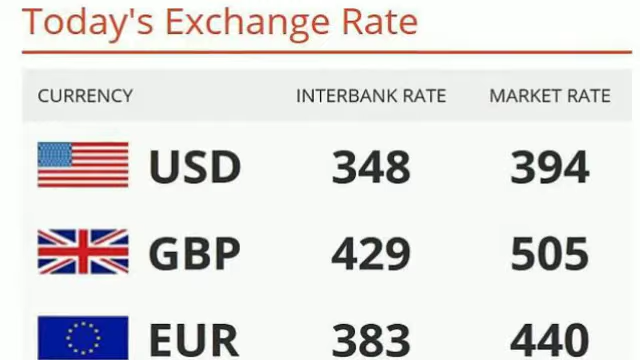 Today's Exchange Rate
CURRENCY INTERBANK RATE MARKET RATE
USD 348 394
GBP 429 505
EUR 383 440